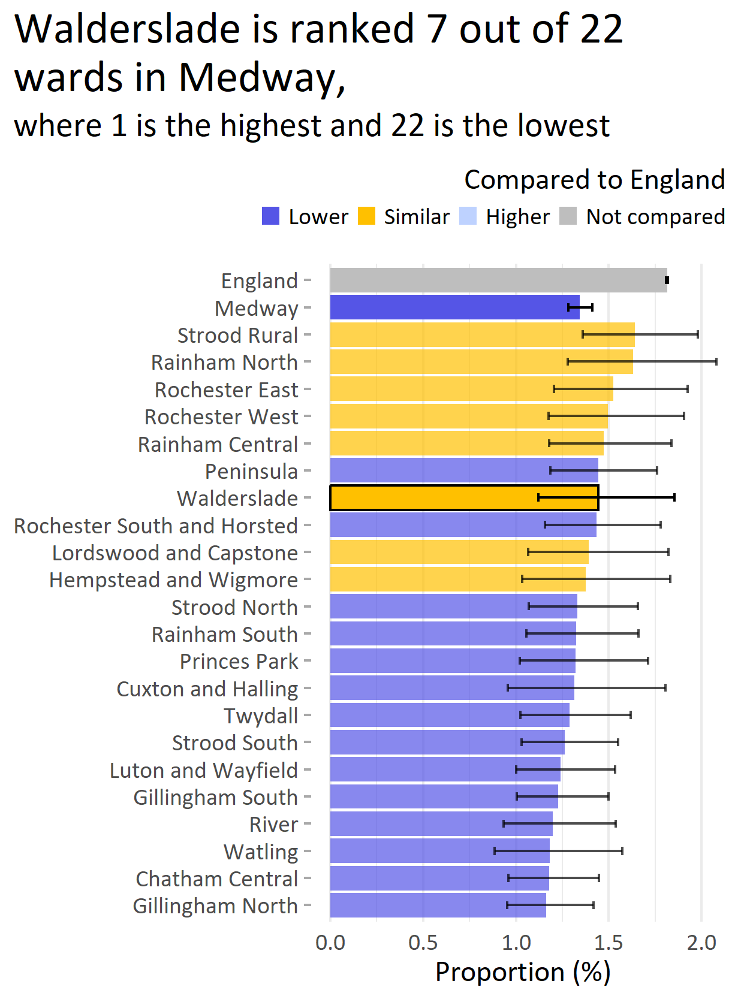 Walderslade is ranked 7 out of 22
wards in Medway,
where 1 is the highest and 22 is the lowest
Compared to England
Lower Similar Higher Not compared
England
Medway
Strood Rural
Rainham North
Rochester East
Rochester West
Rainham Central
Peninsula
Walderslade
Rochester South and Horsted
Lordswood and Capstone
Hempstead and Wigmore
Strood North
Rainham South
Princes Park
Cuxton and Halling
Twydall
Strood South
Luton and Wayfield
Gillingham South
River
Watling
Chatham Central
Gillingham North
0.0 0.5 1.0 1.5 2.0
Proportion (%)